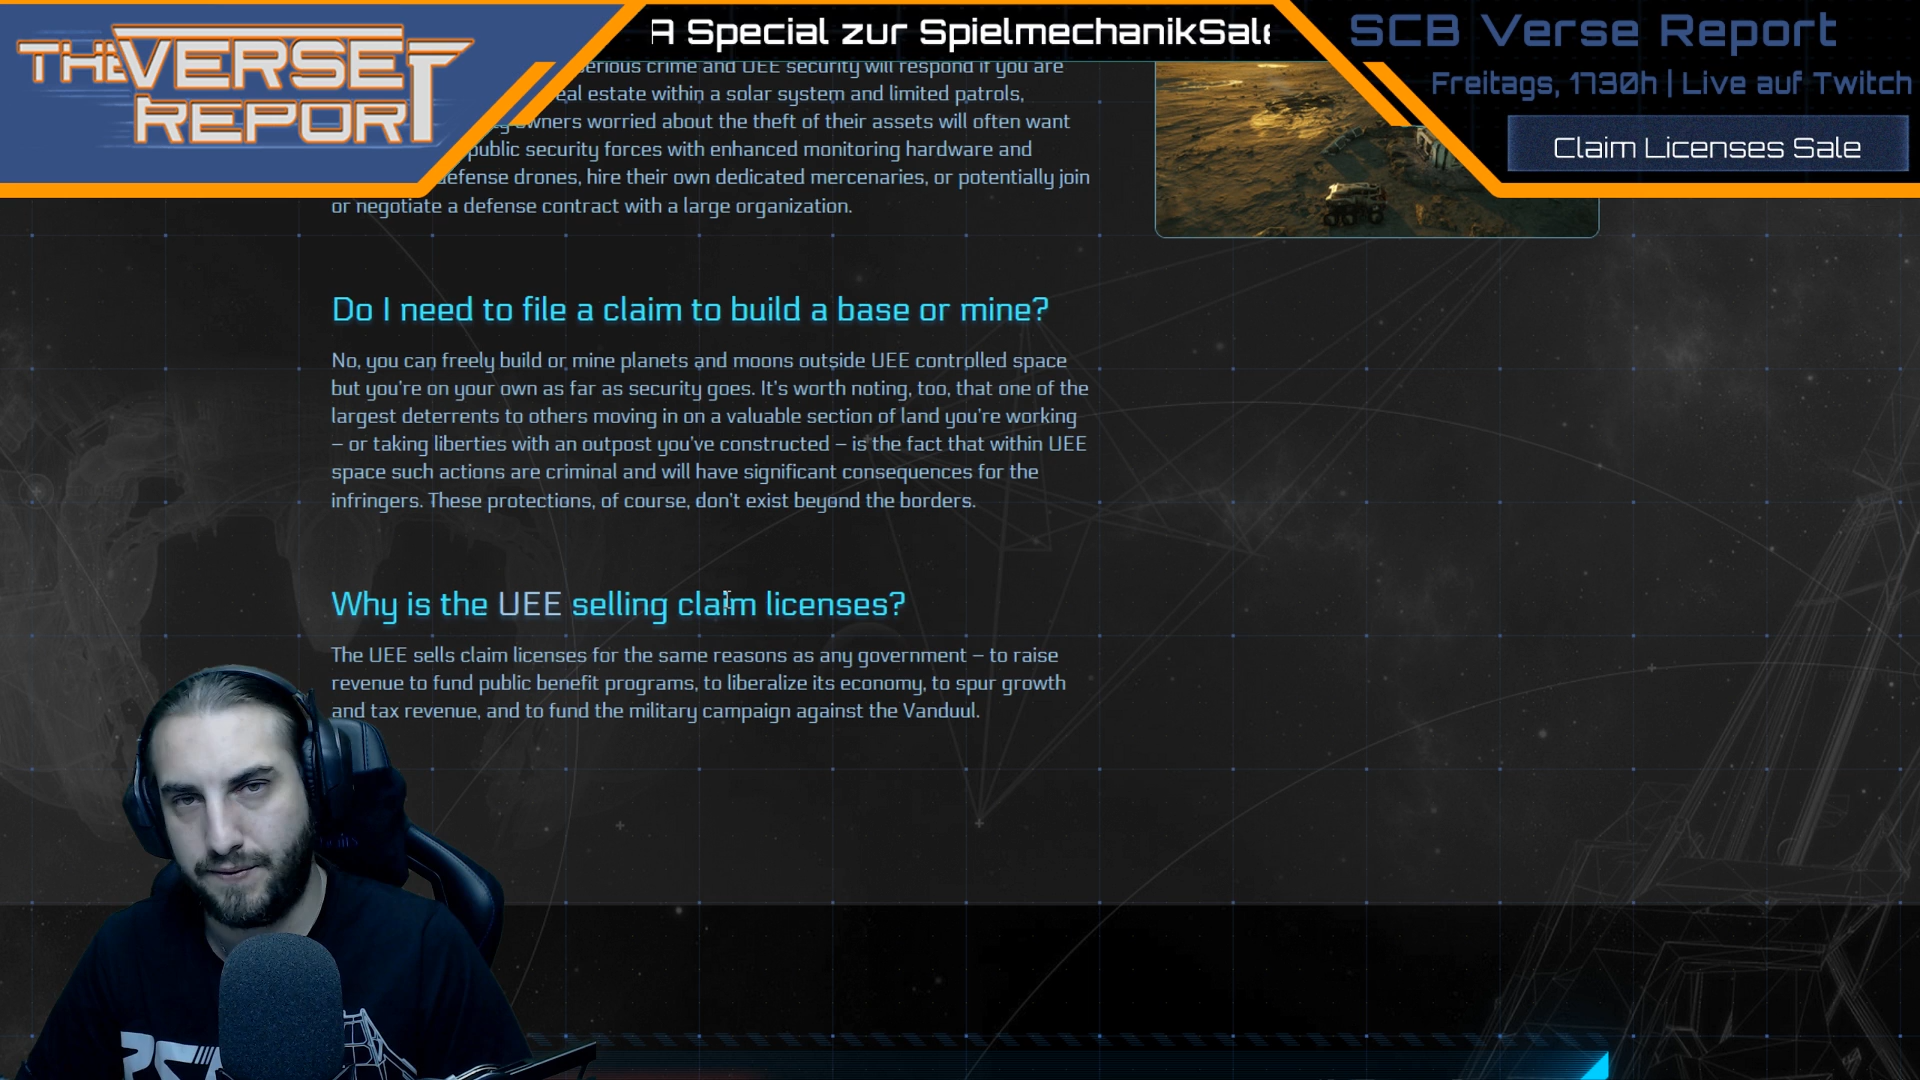 THE VERSE
REPORT
A Special zur SpielmechanikSale
SCB Verse Report
Freitags, 1730h | Live auf Twitch
Claim Licenses Sale
serious crime and UEE security will respond if you are
real estate within a solar system and limited patrols,
owners worried about the theft of their assets will often want
public security forces with enhanced monitoring hardware and
defense drones, hire their own dedicated mercenaries, or potentially join
or negotiate a defense contract with a large organization.
Do I need to file a claim to build a base or mine?
No, you can freely build or mine planets and moons outside UEE controlled space
but you're on your own as far as security goes. It's worth noting, too, that one of the
largest deterrents to others moving in on a valuable section of land you're working
– or taking liberties with an outpost you've constructed – is the fact that within UEE
space such actions are criminal and will have significant consequences for the
infringers. These protections, of course, don't exist beyond the borders.
Why is the UEE selling claim licenses?
The UEE sells claim licenses for the same reasons as any government – to raise
revenue to fund public benefit programs, to liberalize its economy, to spur growth
and tax revenue, and to fund the military campaign against the Vanduul.